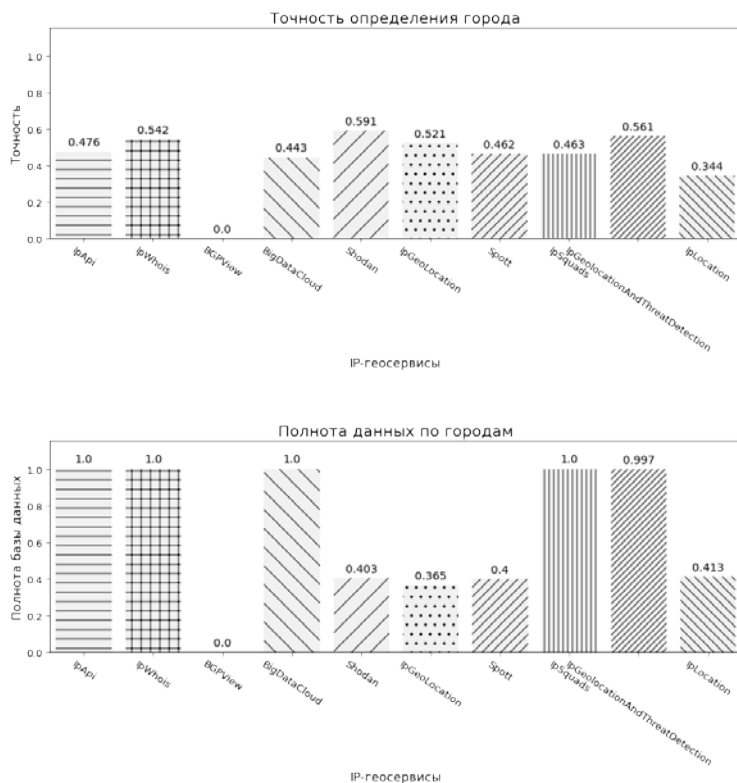 Точность определения города
1.0
0.8
0.6
0.4
0.2
0.0
Точность
0.476
0.542
0.0
0.443
0.591
0.521
0.462
0.463
0.561
0.344
IpApi
IpWhois
BGPView
BigDataCloud
Shodan
IpGeoLocation
Spott
IpSquads
IpGeolocationAndThreatDetection
IpLocation
IP-геосервисы
Полнота данных по городам
1.0
0.8
0.6
0.4
0.2
0.0
Полнота базы данных
1.0
1.0
0.0
1.0
0.403
0.365
0.4
1.0
0.997
0.413
IpApi
IpWhois
BGPView
BigDataCloud
Shodan
IpGeoLocation
Spott
IpSquads
IpGeolocationAndThreatDetection
IpLocation
IP-геосервисы